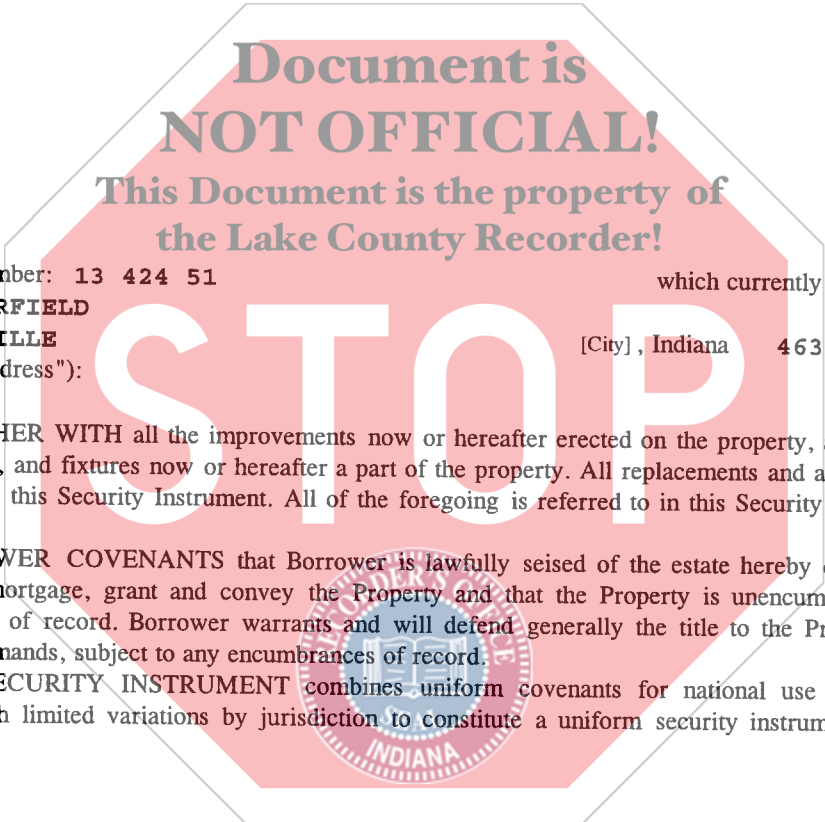 Document is
NOT OFFICIAL!
This Document is the property of
the Lake County Recorder!
nber: 13 424 51 which currently
RFIELD
ILLE [City] , Indiana 463
dress"):
STOP
HER WITH all the improvements now or hereafter erected on the property,
, and fixtures now or hereafter a part of the property. All replacements and a
this Security Instrument. All of the foregoing is referred to in this Security
WER COVENANTS that Borrower is lawfully seised of the estate hereby
nortgage, grant and convey the Property and that the Property is unencum
of record. Borrower warrants and will defend generally the title to the Pr
nands, subject to any encumbrances of record.
ECURITY INSTRUMENT combines uniform covenants for national use
h limited variations by jurisdiction to constitute a uniform security instrum
RECORDER'S OFFICE
SEAL
INDIANA